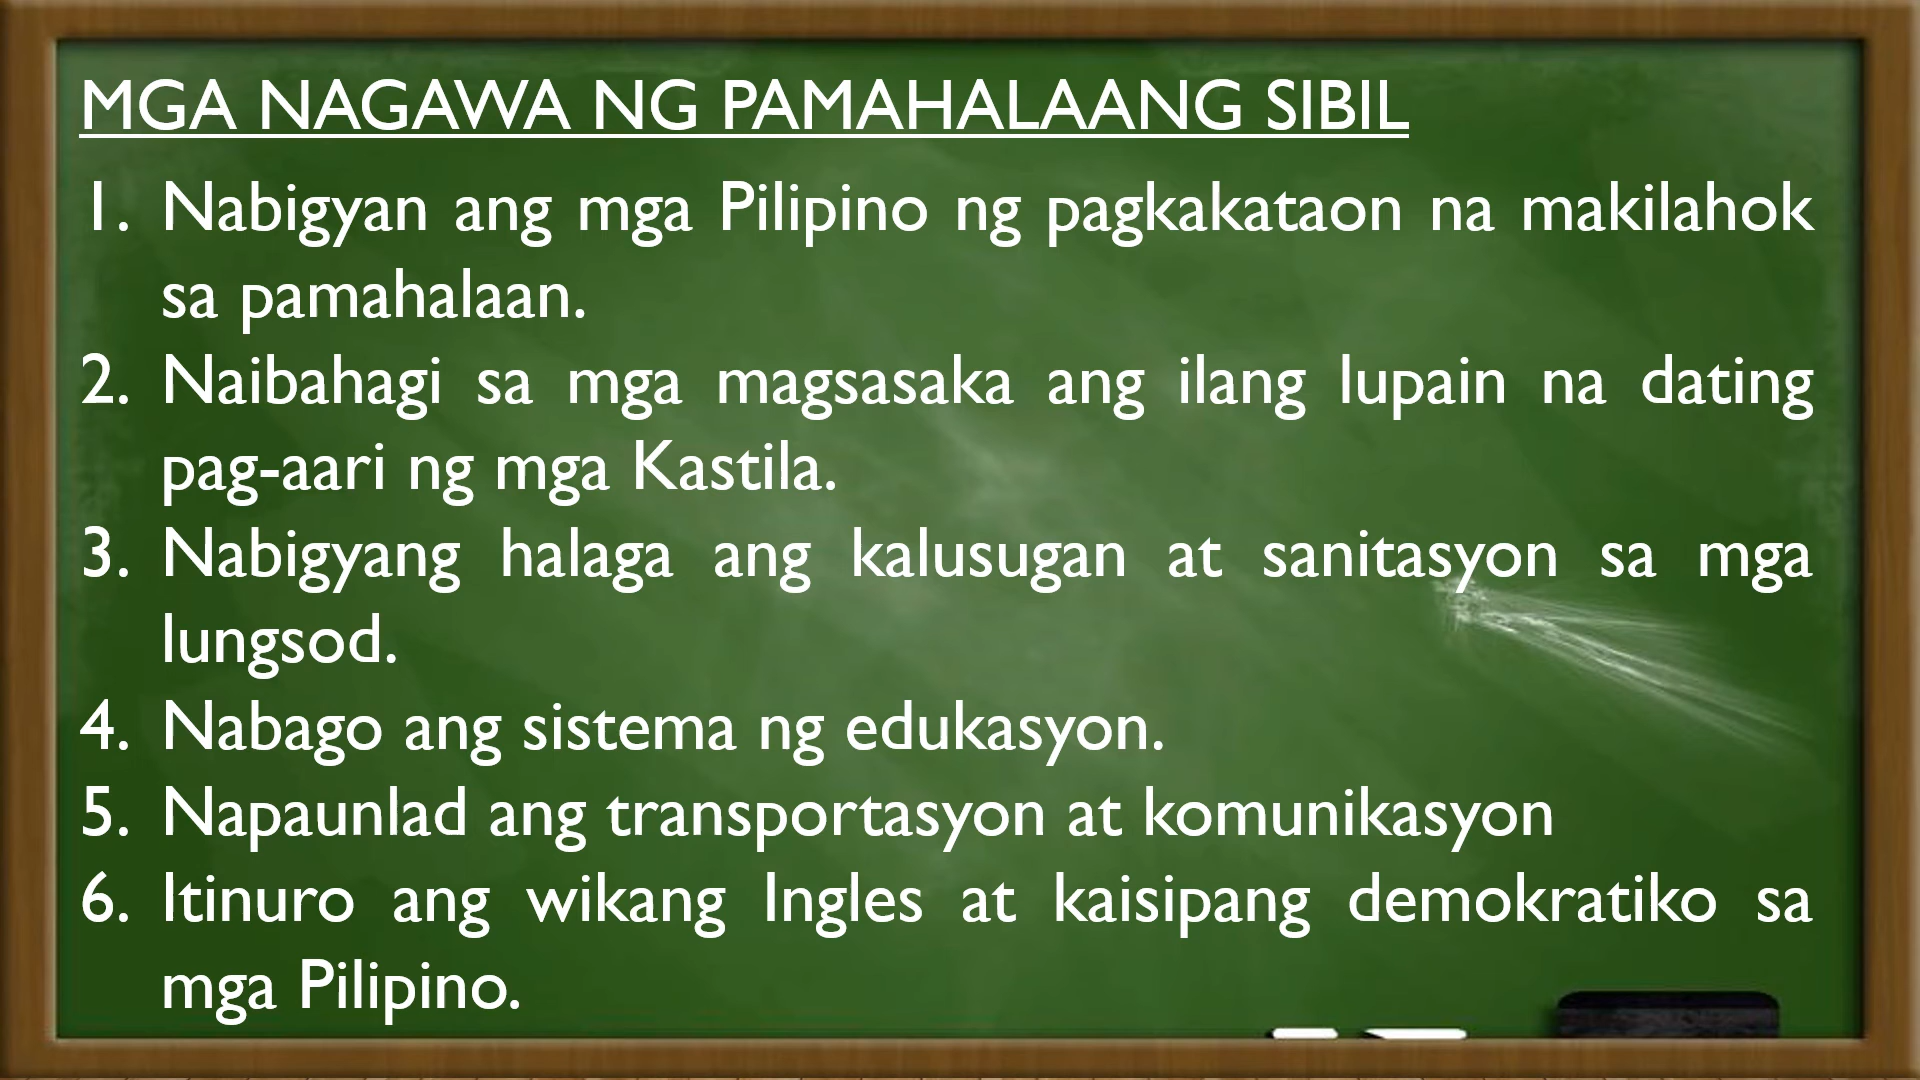 MGA NAGAWA NG PAMAHALAANG SIBIL
1. Nabigyan ang mga Pilipino ng pagkakataon na makilahok
sa pamahalaan.
2. Naibahagi sa mga magsasaka ang ilang lupain na dating
pag-aari ng mga Kastila.
3. Nabigyang halaga ang kalusugan at sanitasyon sa mga
lungsod.
4. Nabago ang sistema ng edukasyon.
5. Napaunlad ang transportasyon at komunikasyon
6. Itinuro ang wikang Ingles at kaisipang demokratiko sa
mga Pilipino.